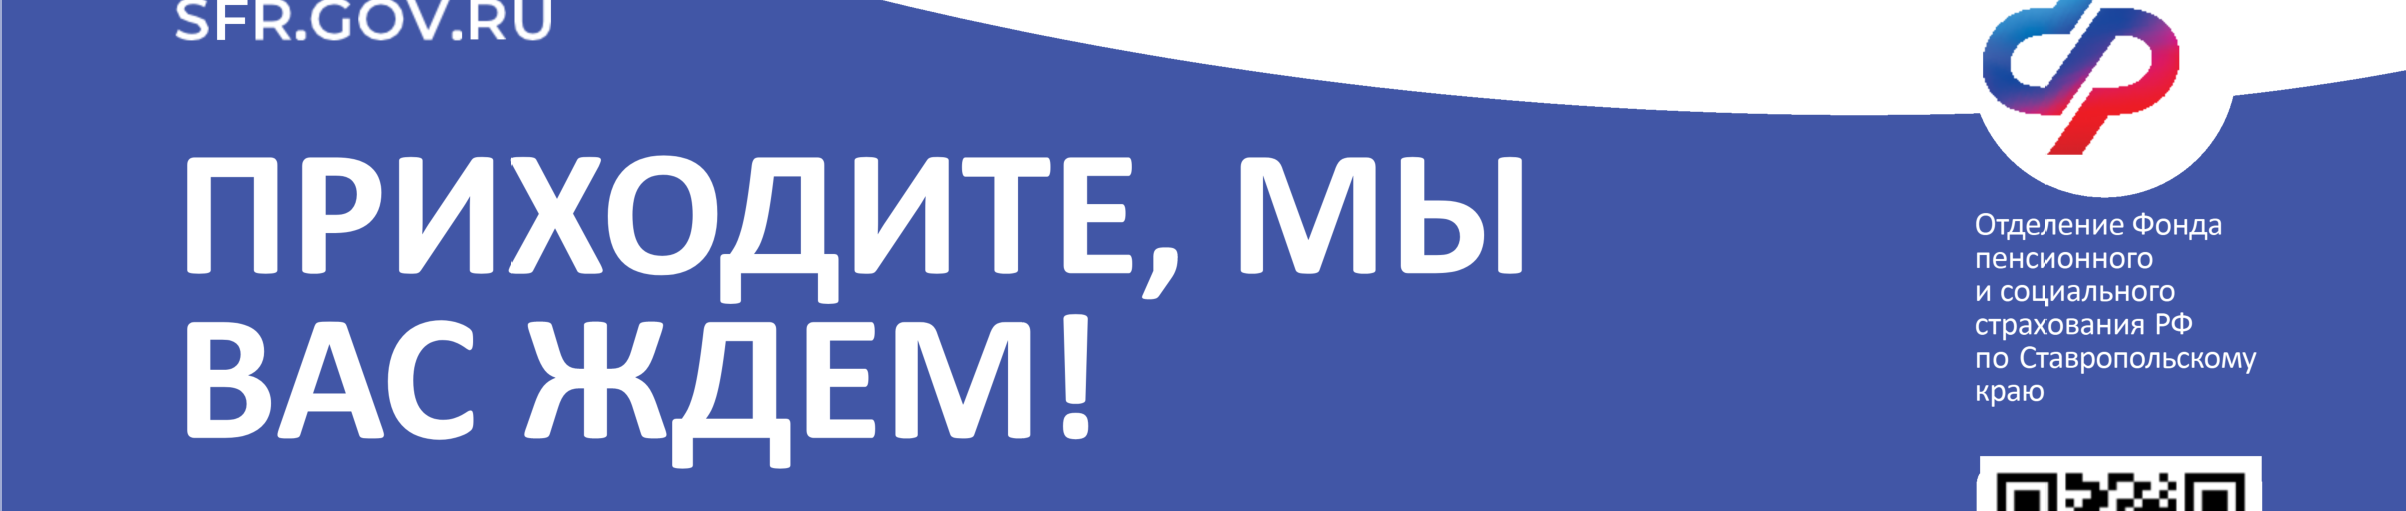 SFR.GOV.RU
ПРИХОДИТЕ, МЫ
ВАС ЖДЕМ!
Отделение Фонда
пенсионного
и социального
страхования РФ
по Ставропольскому
краю